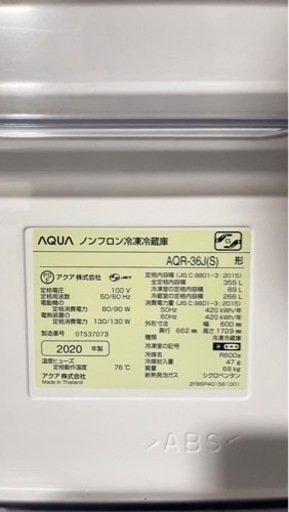 AQUA ノンフロン冷凍冷蔵庫
AQR-36J(S) 形
アクア株式会社 JET
定格電圧 100 V
定格周波数 50/60 Hz
電動機の
定格消費電力 80/90 W
電熱装置の
定格消費電力 130/130 W
製造番号 0TS37073
2020 年製
温度ヒューズ
定格動作温度 76℃
アクア株式会社
Made in Thailand
定格内容積 (JIS C 9801-3 : 2015)
全定格内容積 355 L
冷凍室の定格内容積 89 L
冷蔵室の定格内容積 266 L
消費電力量 (JIS C 9801-3 : 2015)
50Hz 420 kWh/年
60Hz 420 kWh/年
外形寸法 幅 600 mm
奥行 662 mm 高さ 1729 mm
種類 冷凍冷蔵庫
冷凍室の記号
冷媒名 R600a
冷媒封入量 47 g
質量 68 kg
断熱発泡ガス シクロペンタン
2FB6P401561001
>ABS<